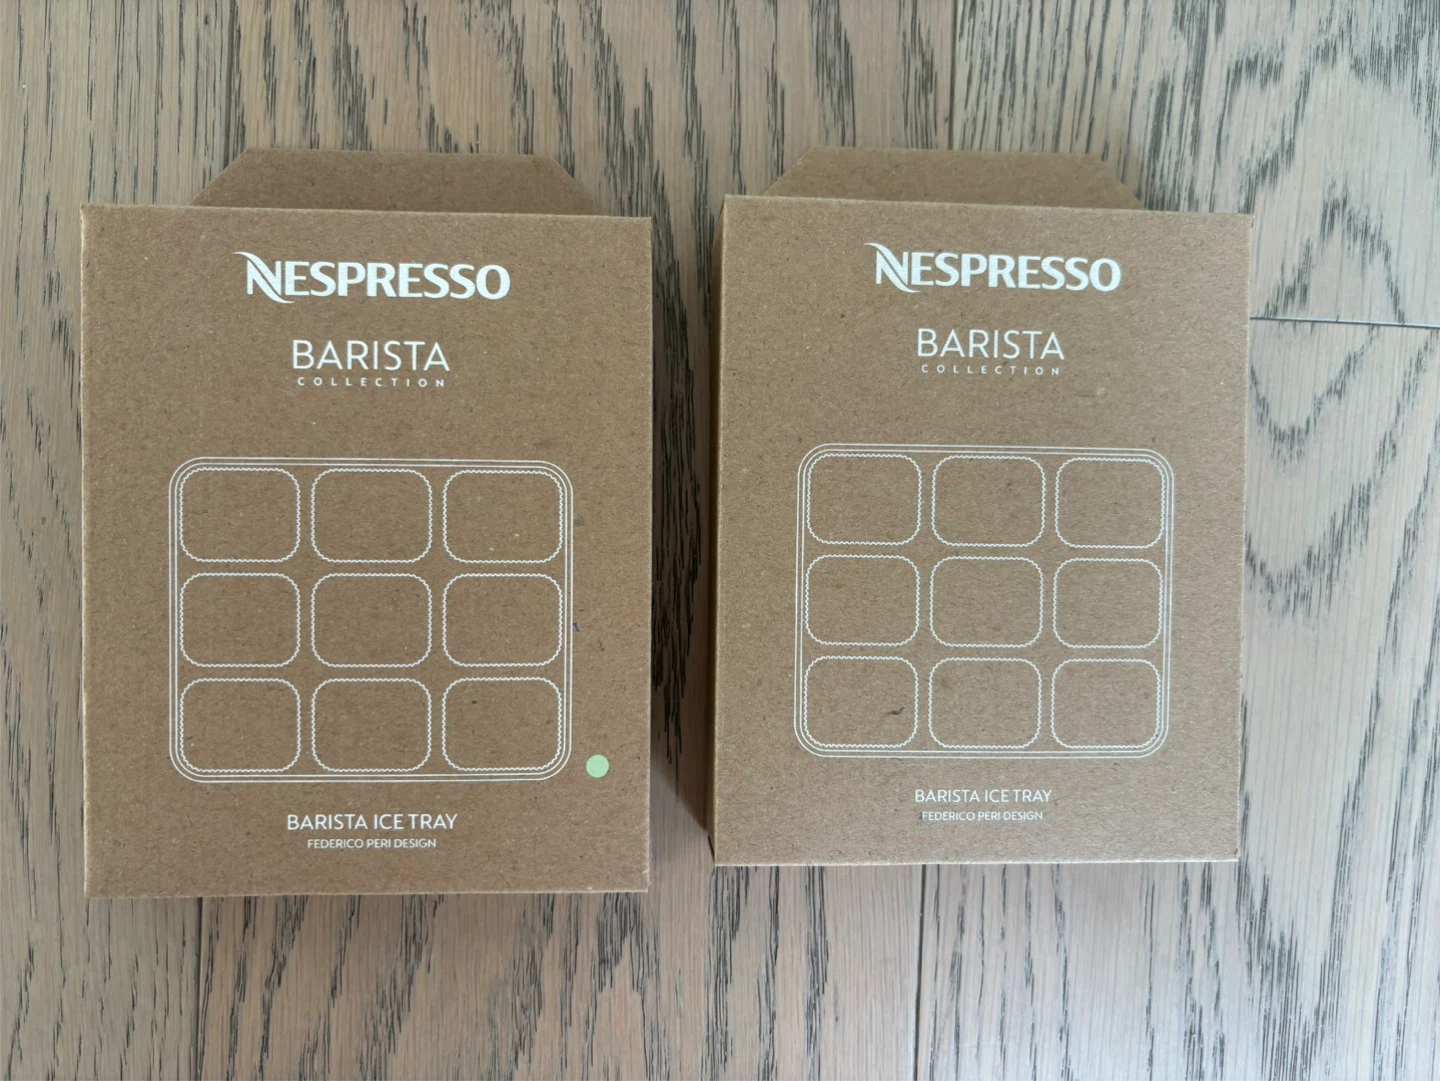 NESPRESSO
BARISTA
COLLECTION
BARISTA ICE TRAY
FEDERICO PERI DESIGN
NESPRESSO
BARISTA
COLLECTION
BARISTA ICE TRAY
FEDERICO PERI DESIGN